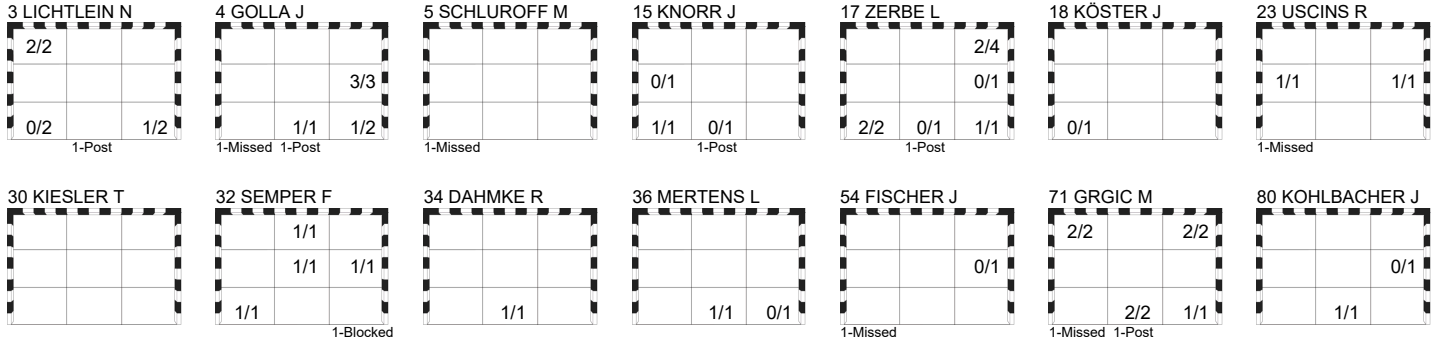 3 LICHTLEIN N
2/2
0/2 1/2
1-Post
4 GOLLA J
3/3
1/1 1/2
1-Missed 1-Post
5 SCHLUROFF M
1-Missed
15 KNORR J
0/1
1/1 0/1
1-Post
17 ZERBE L
2/4
0/1
2/2 0/1 1/1
1-Post
18 KÖSTER J
0/1
23 USCINS R
1/1 1/1
1-Missed
30 KIESLER T
32 SEMPER F
1/1
1/1 1/1
1/1
1-Blocked
34 DAHMKE R
1/1
36 MERTENS L
1/1 0/1
54 FISCHER J
0/1
1-Missed
71 GRGIC M
2/2 2/2
2/2 1/1
1-Missed 1-Post
80 KOHLBACHER J
0/1
1/1